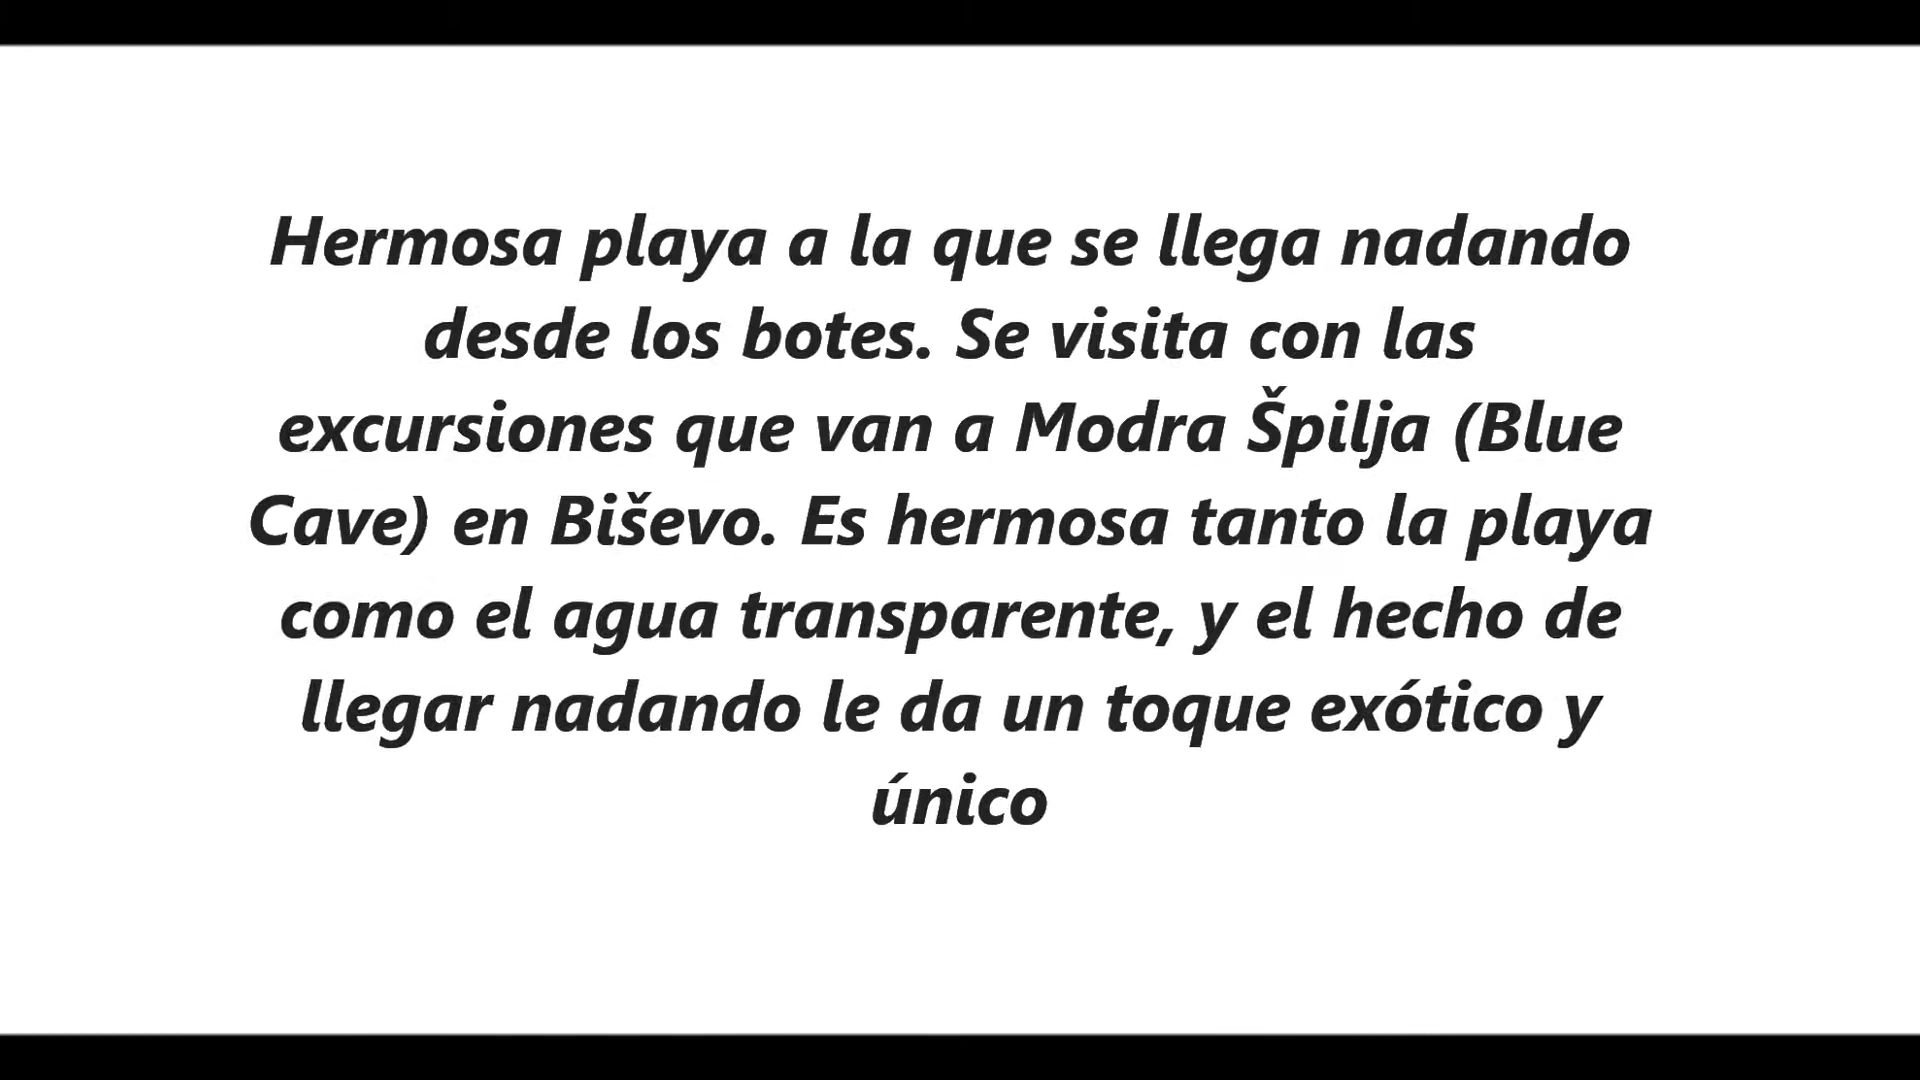 Hermosa playa a la que se llega nadando
desde los botes. Se visita con las
excursiones que van a Modra Špilja (Blue
Cave) en Biševo. Es hermosa tanto la playa
como el agua transparente, y el hecho de
llegar nadando le da un toque exótico y
único